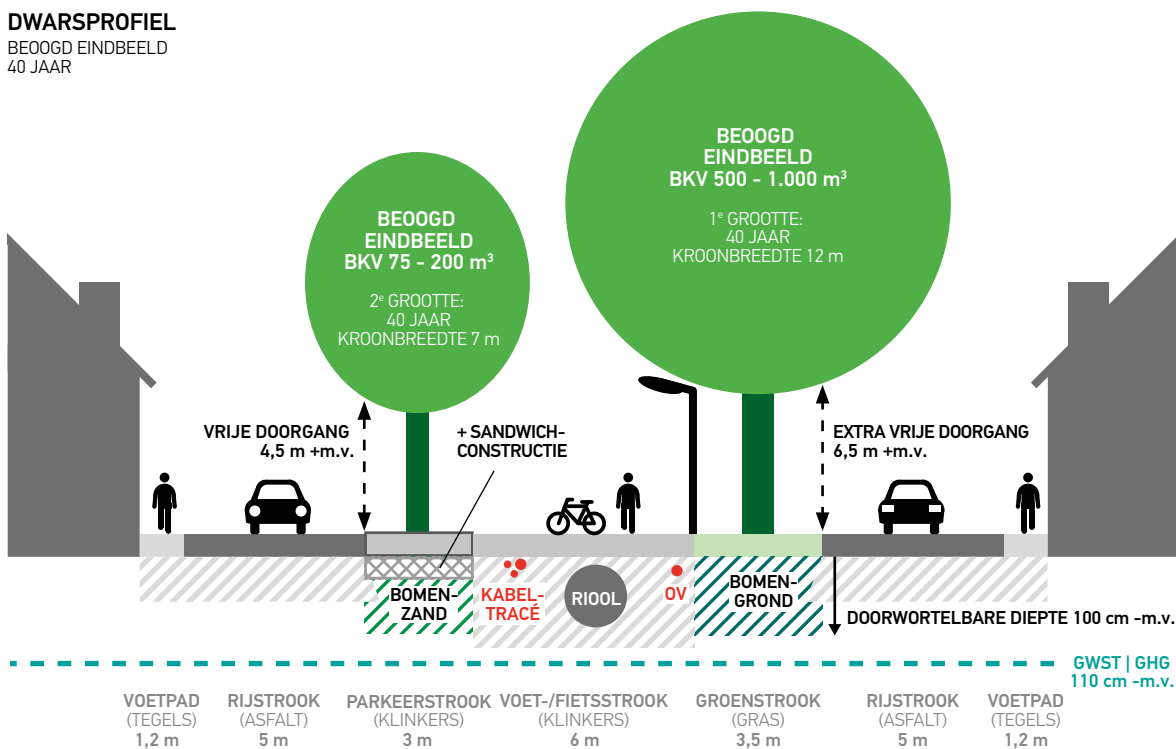 DWARSPROFIEL
BEOOGD EINDBEELD
40 JAAR
BEOOGD
EINDBEELD
BKV 75 - 200 m³
2e GROOTTE:
40 JAAR
KROONBREEDTE 7 m
BEOOGD
EINDBEELD
BKV 500 - 1.000 m³
1e GROOTTE:
40 JAAR
KROONBREEDTE 12 m
VRIJE DOORGANG
4,5 m +m.v.
+ SANDWICH-
CONSTRUCTIE
EXTRA VRIJE DOORGANG
6,5 m +m.v.
BOMEN-
ZAND
KABEL-
TRACÉ
RIOOL
OV
BOMEN-
GROND
DOORWORTELBARE DIEPTE 100 cm -m.v.
GWST | GHG
110 cm -m.v.
VOETPAD
(TEGELS)
1,2 m
RIJSTROOK
(ASFALT)
5 m
PARKEERSTROOK
(KLINKERS)
3 m
VOET-/FIETSSTROOK
(KLINKERS)
6 m
GROENSTROOK
(GRAS)
3,5 m
RIJSTROOK
(ASFALT)
5 m
VOETPAD
(TEGELS)
1,2 m